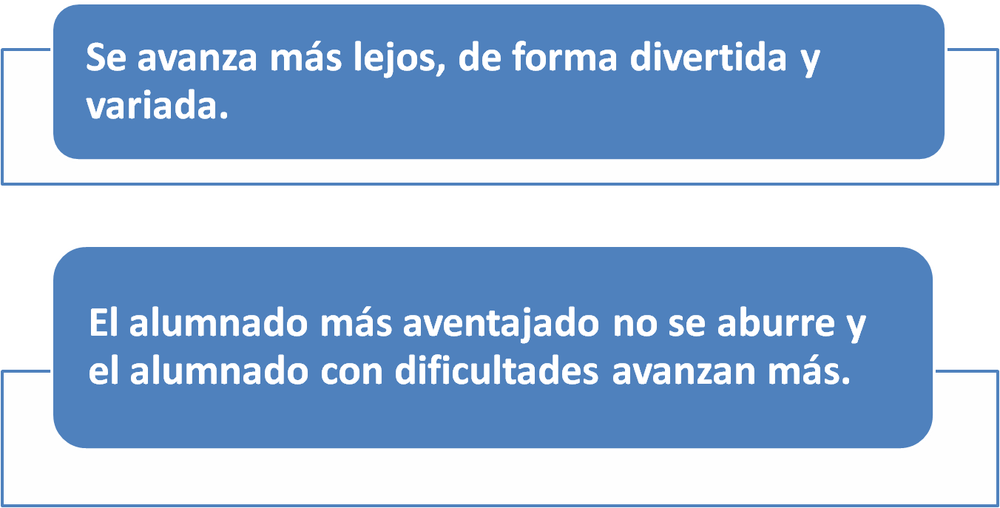 Se avanza más lejos, de forma divertida y
variada.
El alumnado más aventajado no se aburre y
el alumnado con dificultades avanzan más.